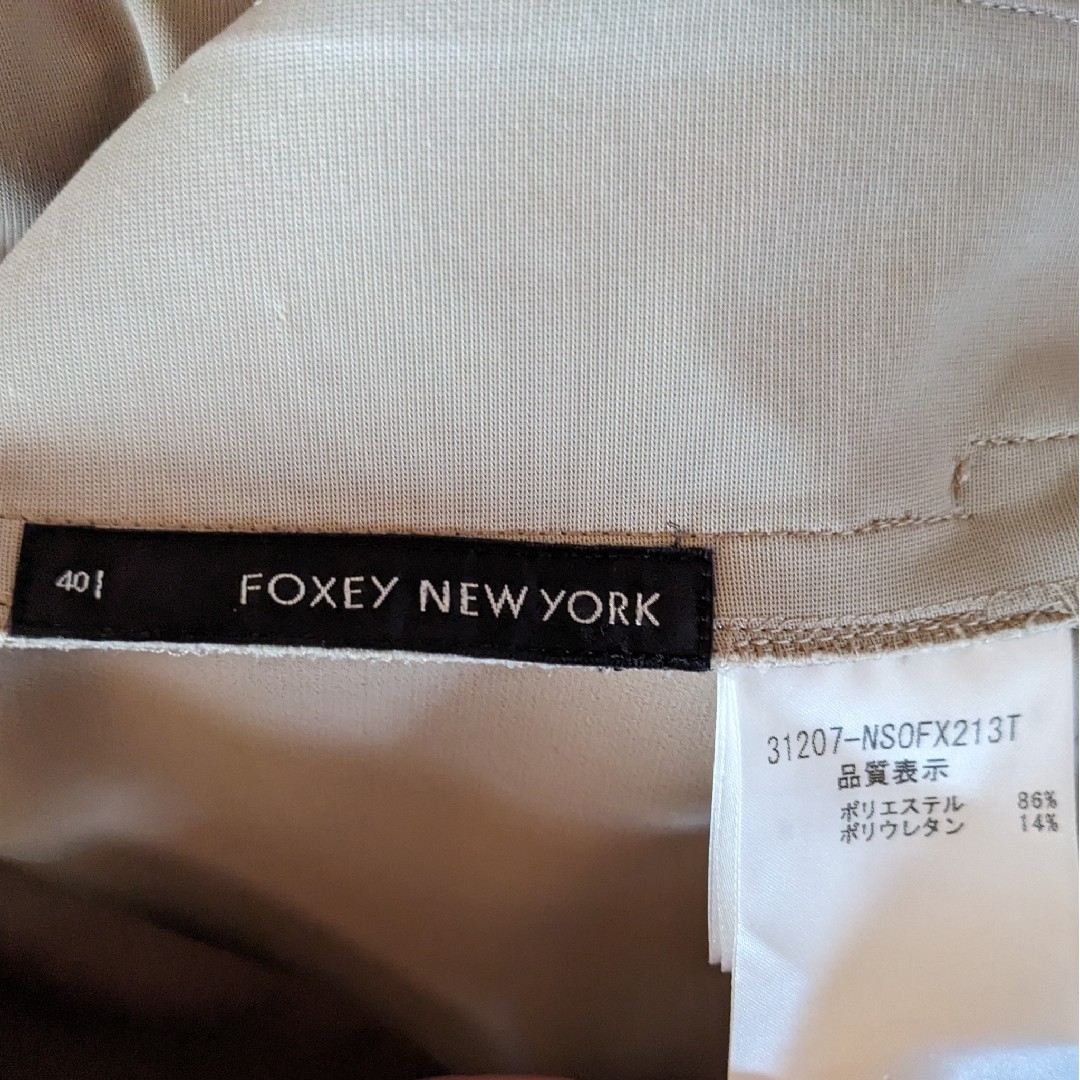 40
FOXEY NEW YORK
31207-NSOFX213T
品質表示
ポリエステル 86%
ポリウレタン 14%